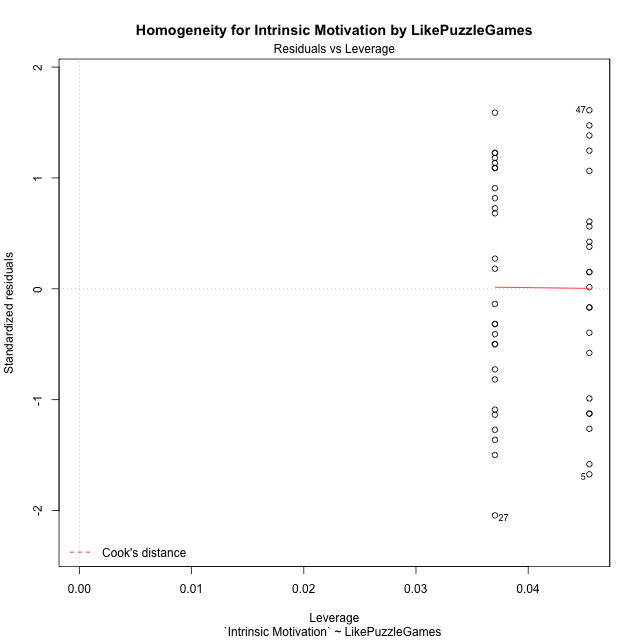 Homogeneity for Intrinsic Motivation by LikePuzzleGames
Residuals vs Leverage
Standardized residuals
2
1
0
-1
-2
47
5
27
Cook's distance
0.00 0.01 0.02 0.03 0.04
Leverage
`Intrinsic Motivation` ~ LikePuzzleGames